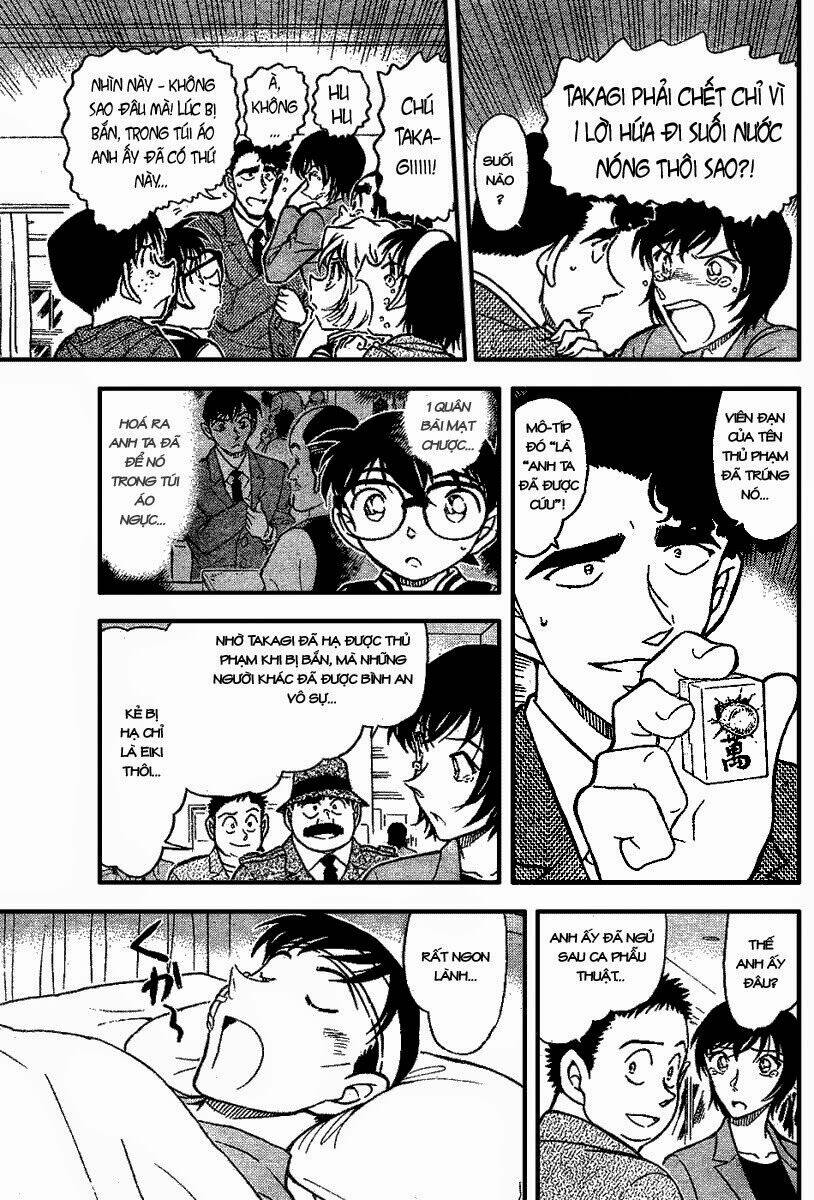 TAKAGI PHẢI CHẾT CHỈ VÌ
1 LỜI HỨA ĐI SUỐI NƯỚC
NÓNG THÔI SAO?!
SUỐI
NÀO
?
CHÚ
TAKA-
GIIIIII!
HU
HU
À,
KHÔNG
...
NHÌN NÀY - KHÔNG
SAO ĐÂU MÀ! LÚC BỊ
BẮN, TRONG TÚI ÁO
ANH ẤY ĐÃ CÓ THỨ
NÀY...
VIÊN ĐẠN
CỦA TÊN
THỦ PHẠM
ĐÃ TRÚNG
NÓ...
MÔ-TÍP
ĐÓ "LÀ
"ANH TA
ĐÃ ĐƯỢC
CỨU"!
萬
1 QUÂN
BÀI MẠT
CHƯỢC...
HOÁ RA
ANH TA ĐÃ
ĐỂ NÓ
TRONG TÚI
ÁO
NGỰC...
NHỜ TAKAGI ĐÃ HẠ ĐƯỢC THỦ
PHẠM KHI BỊ BẮN, MÀ NHỮNG
NGƯỜI KHÁC ĐÃ ĐƯỢC BÌNH AN
VÔ SỰ...
KẺ BỊ
HẠ CHỈ
LÀ EIKI
THÔI...
THẾ
ANH ẤY
ĐÂU?
ANH ẤY ĐÃ NGỦ
SAU CA PHẪU
THUẬT...
RẤT NGON
LÀNH...
くか〜